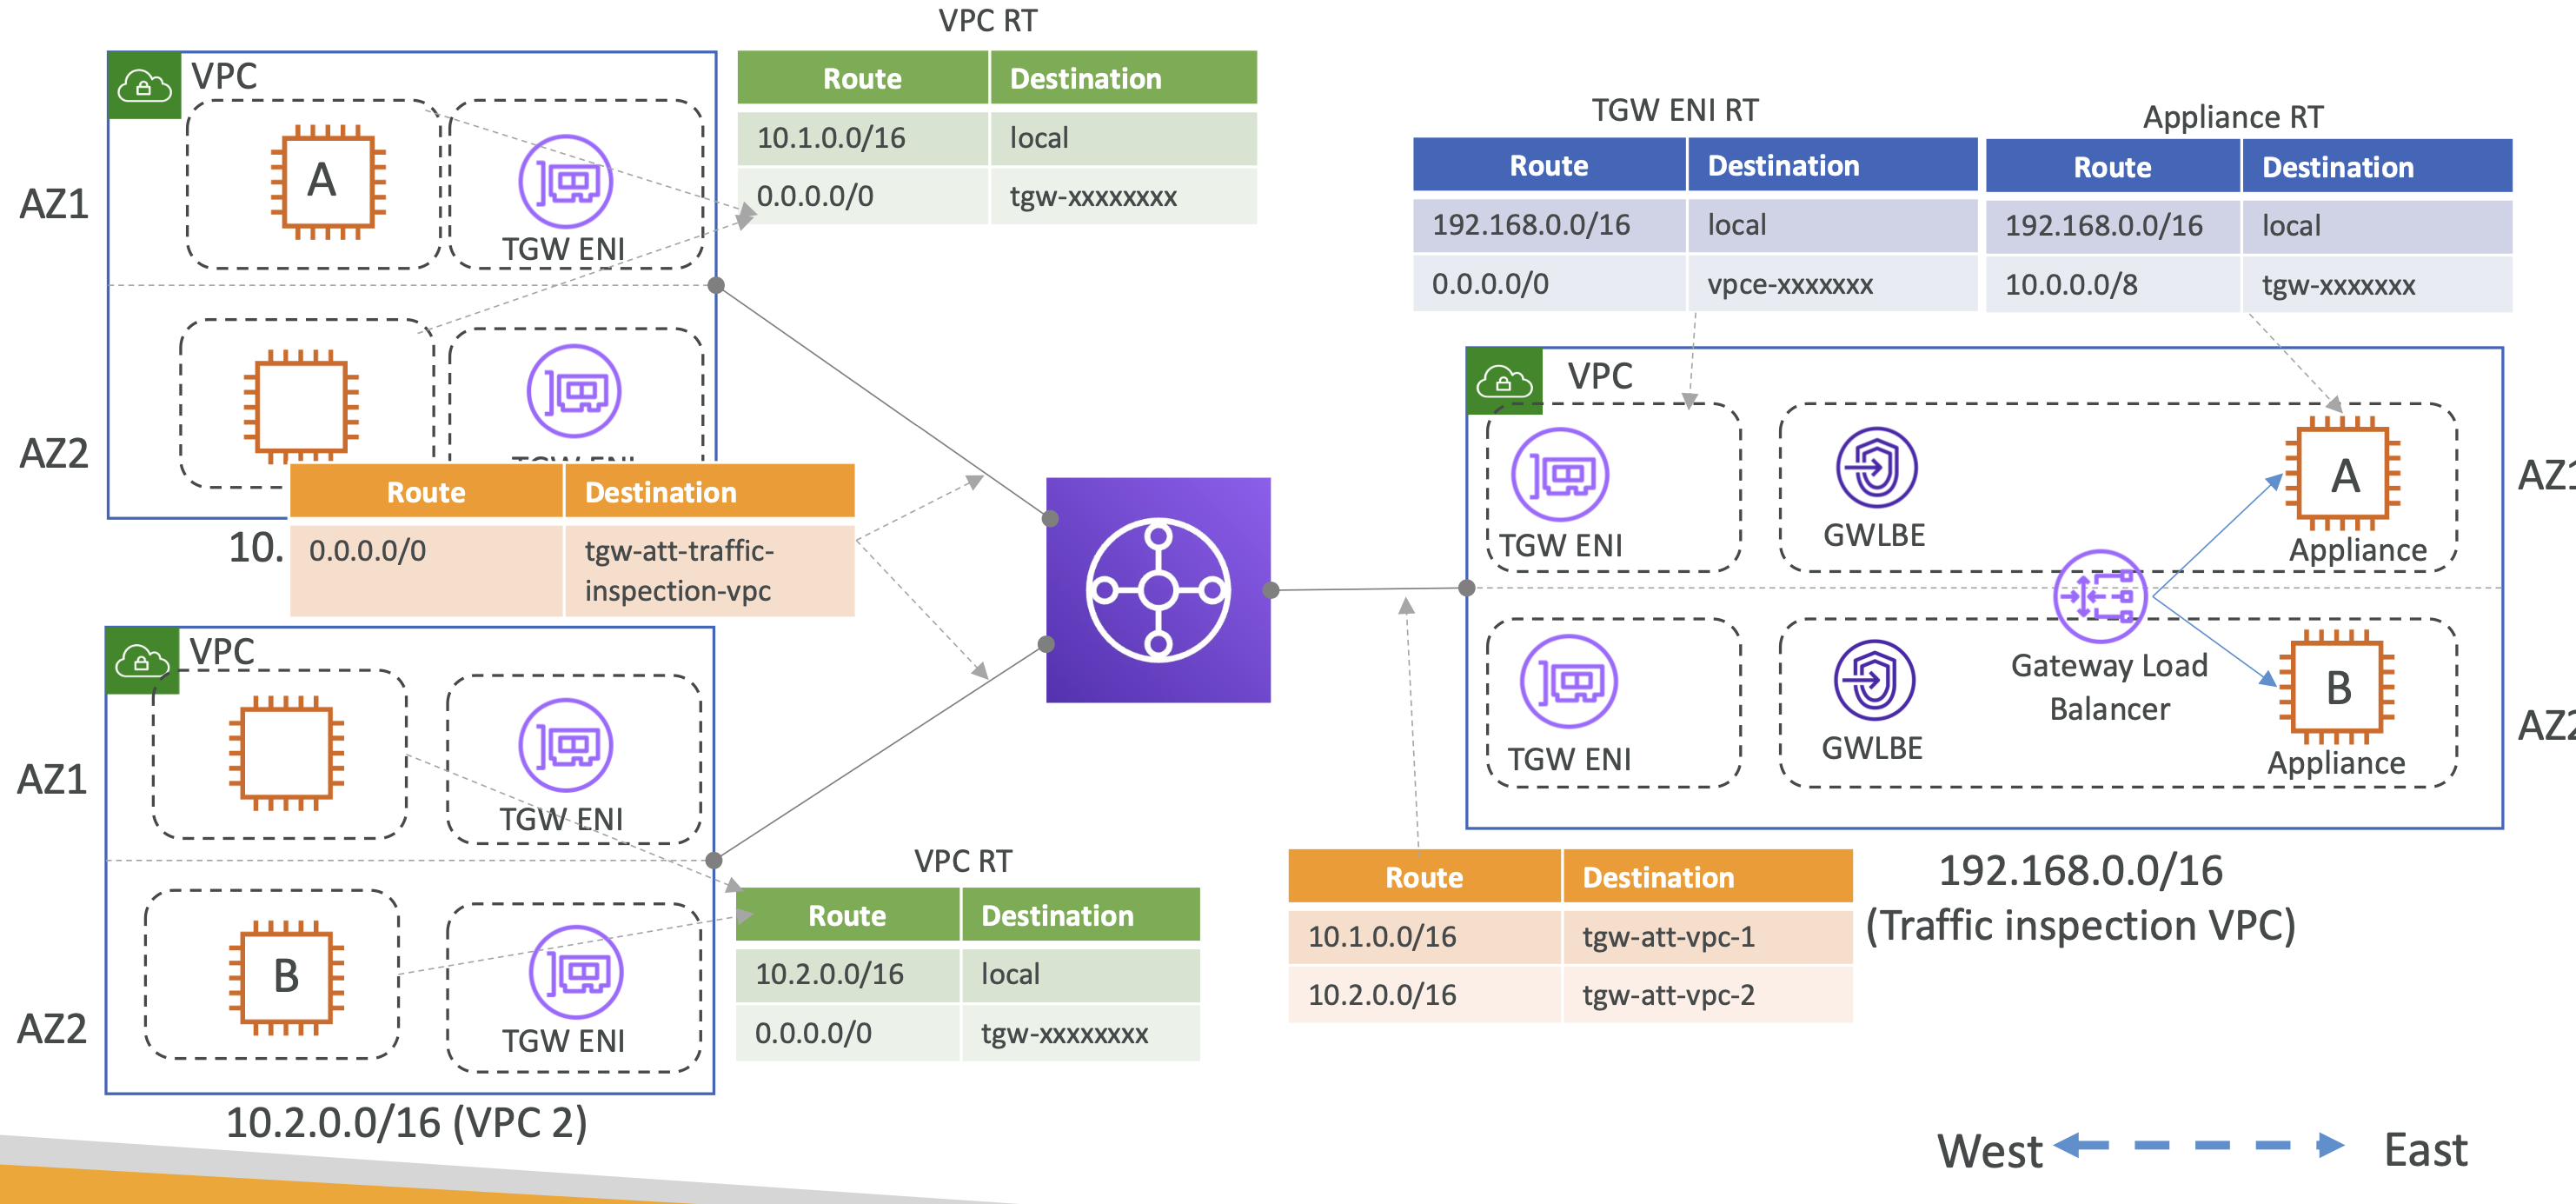 VPC RT
VPC
Route Destination
10.1.0.0/16 local
0.0.0.0/0 tgw-xxxxxxxx
AZ1
A
TGW ENI
AZ2
TGW ENI
10.
Route Destination
0.0.0.0/0 tgw-att-traffic-
inspection-vpc
VPC
AZ1
TGW ENI
AZ2
B
TGW ENI
10.2.0.0/16 (VPC 2)
VPC RT
Route Destination
10.2.0.0/16 local
0.0.0.0/0 tgw-xxxxxxxx
TGW ENI RT
Route Destination
192.168.0.0/16 local
0.0.0.0/0 vpce-xxxxxxx
Appliance RT
Route Destination
192.168.0.0/16 local
10.0.0.0/8 tgw-xxxxxxx
VPC
TGW ENI
GWLBE
A
Appliance
AZ1
Gateway Load
Balancer
TGW ENI
GWLBE
B
Appliance
AZ2
Route Destination
10.1.0.0/16 tgw-att-vpc-1
10.2.0.0/16 tgw-att-vpc-2
192.168.0.0/16
(Traffic inspection VPC)
West East